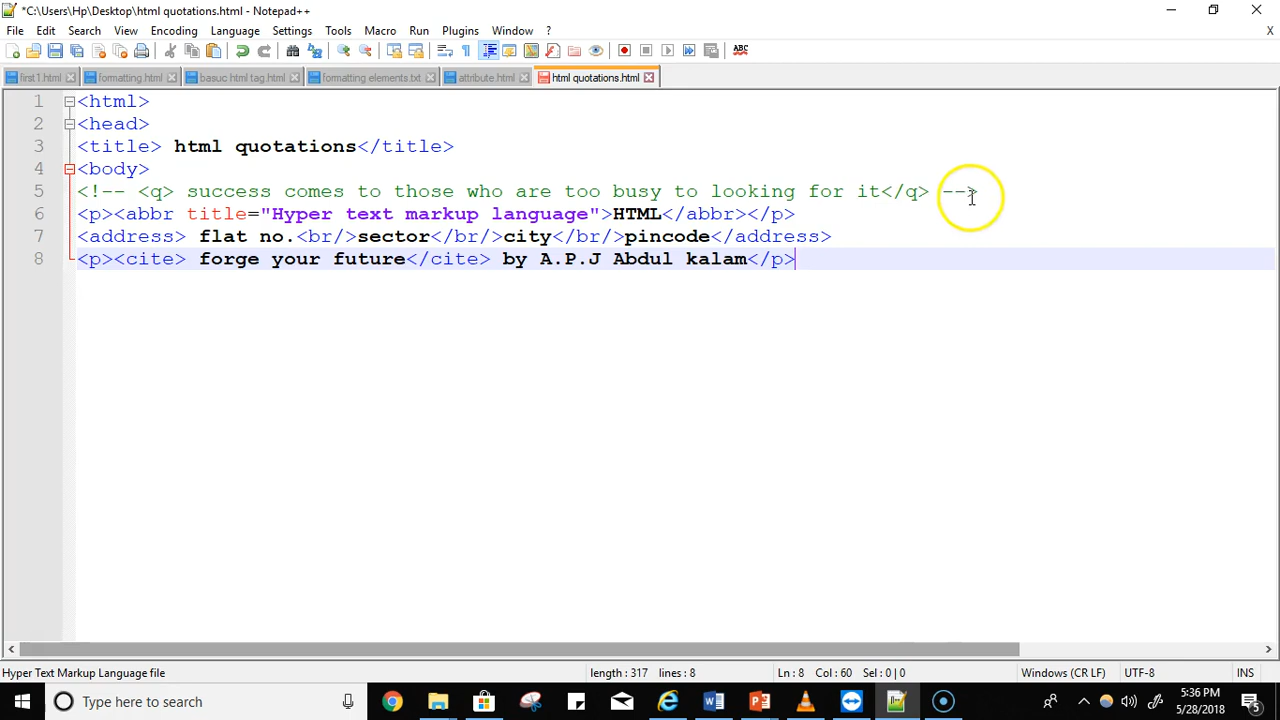 *C:\Users\Hp\Desktop\html quotations.html - Notepad++
File Edit Search View Encoding Language Settings Tools Macro Run Plugins Window ? X
ABC
first1.html formatting.html basuc html tag.html formatting elements.txt attribute.html html quotations.html
1 <html>
2 <head>
3 <title> html quotations</title>
4 <body>
5 <!-- <q> success comes to those who are too busy to looking for it</q> -->
6 <p><abbr title="Hyper text markup language">HTML</abbr></p>
7 <address> flat no.<br/>sector</br/>city</br/>pincode</address>
8 <p><cite> forge your future</cite> by A.P.J Abdul kalam</p>
Hyper Text Markup Language file length : 317 lines : 8 Ln : 8 Col : 60 Sel : 0 | 0 Windows (CR LF) UTF-8 INS
Type here to search 5:36 PM
5/28/2018 5